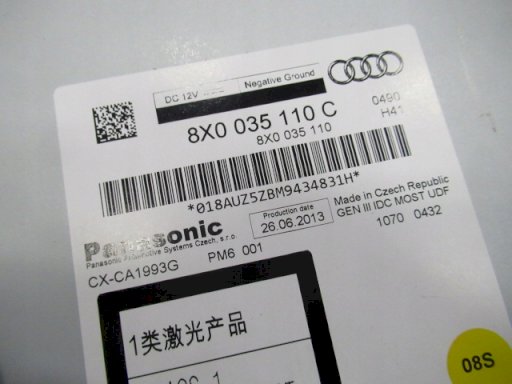 DC 12V Negative Ground
8X0 035 110 C
8X0 035 110
0490
H41
*018AUZ5ZBM9434831H*
Panasonic
Panasonic Automotive Systems Czech, s.r.o.
Production date
26.06.2013
Made in Czech Republic
GEN III IDC MOST UDF
1070 0432
CX-CA1993G PM6 001
1类激光产品
08S